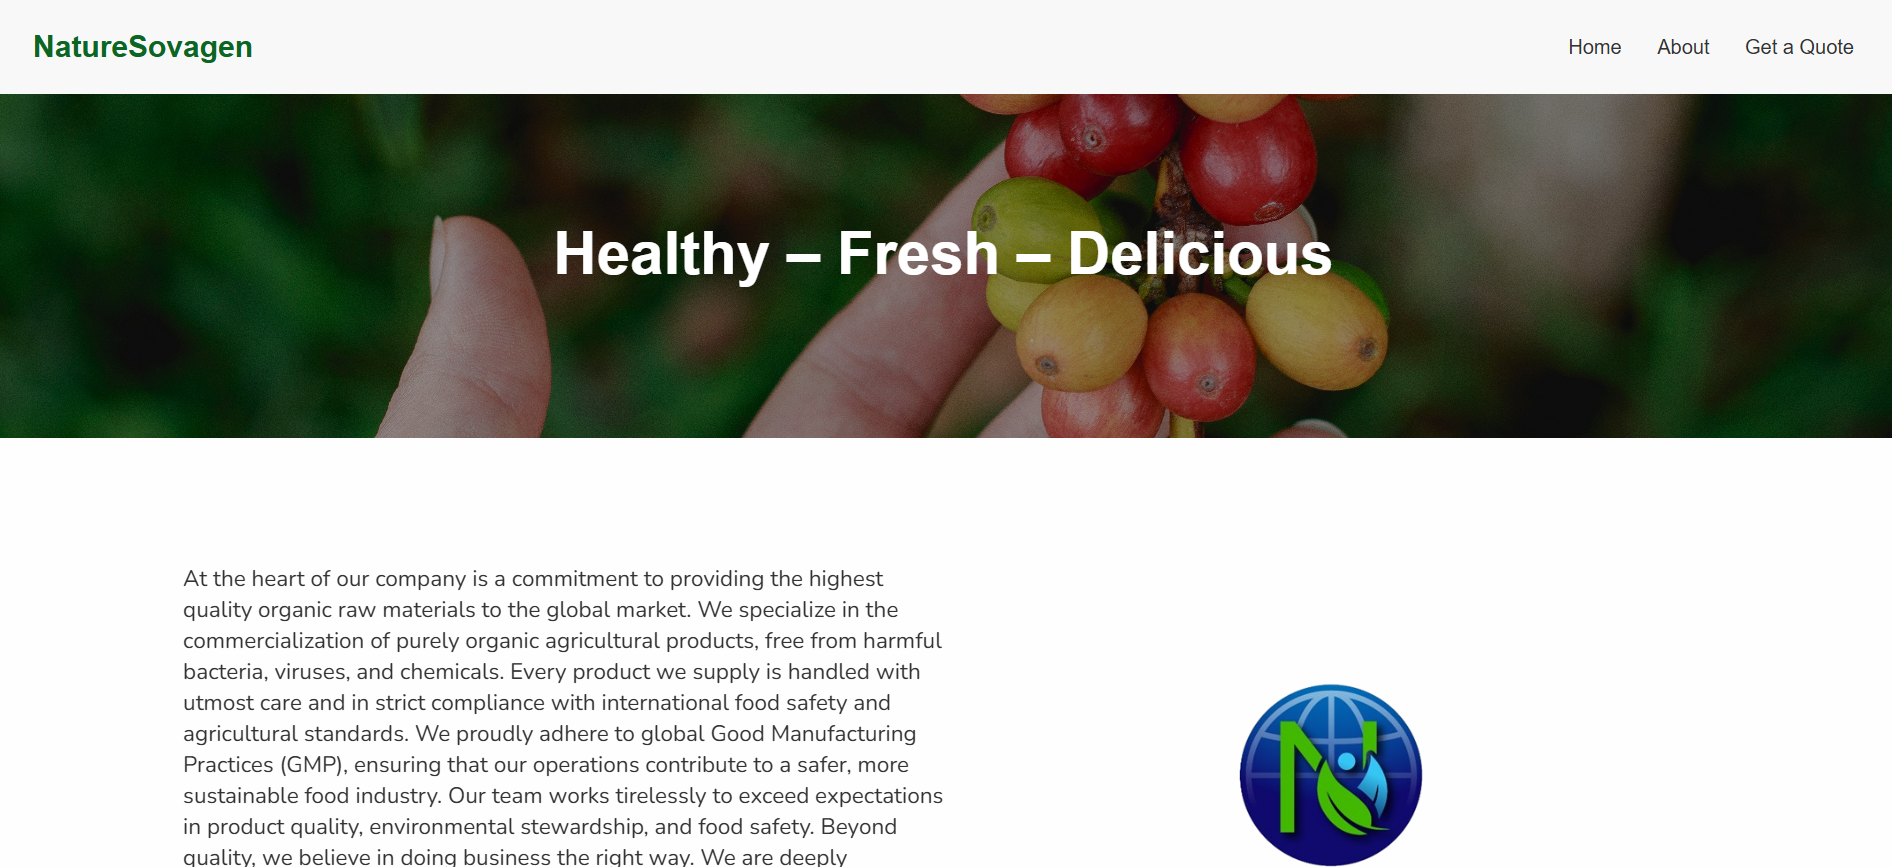 NatureSovagen
Home
About
Get a Quote
Healthy – Fresh – Delicious
At the heart of our company is a commitment to providing the highest
quality organic raw materials to the global market. We specialize in the
commercialization of purely organic agricultural products, free from harmful
bacteria, viruses, and chemicals. Every product we supply is handled with
utmost care and in strict compliance with international food safety and
agricultural standards. We proudly adhere to global Good Manufacturing
Practices (GMP), ensuring that our operations contribute to a safer, more
sustainable food industry. Our team works tirelessly to exceed expectations
in product quality, environmental stewardship, and food safety. Beyond
quality, we believe in doing business the right way. We are deeply
N